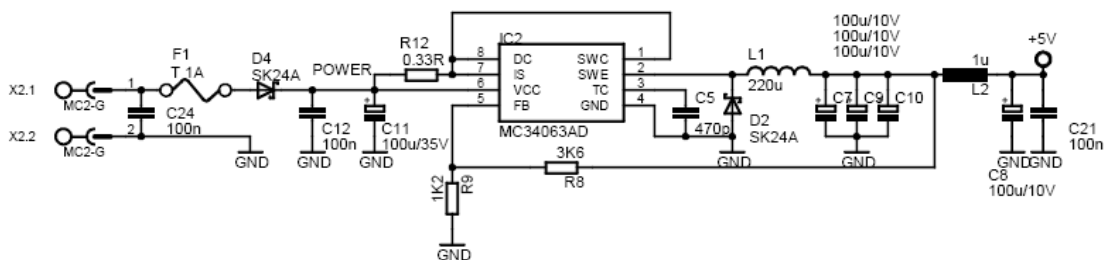 100u/10V
100u/10V
100u/10V
+5V
IC2
R12
0.33R
8
7
6
5
DC
IS
VCC
FB
SWC
SWE
TC
GND
1
2
3
4
MC34063AD
F1
T 1A
D4
SK24A
POWER
L1
220u
1u
L2
X2.1
MC2-G
1
C24
100n
X2.2
MC2-G
2
GND
C12
100n
GND
C11
100u/35V
GND
C5
470p
D2
SK24A
GND
+
C7
+
C9
C10
GND
+
C8
100u/10V
GND
C21
100n
GND
3K6
R8
1K2
R9
GND